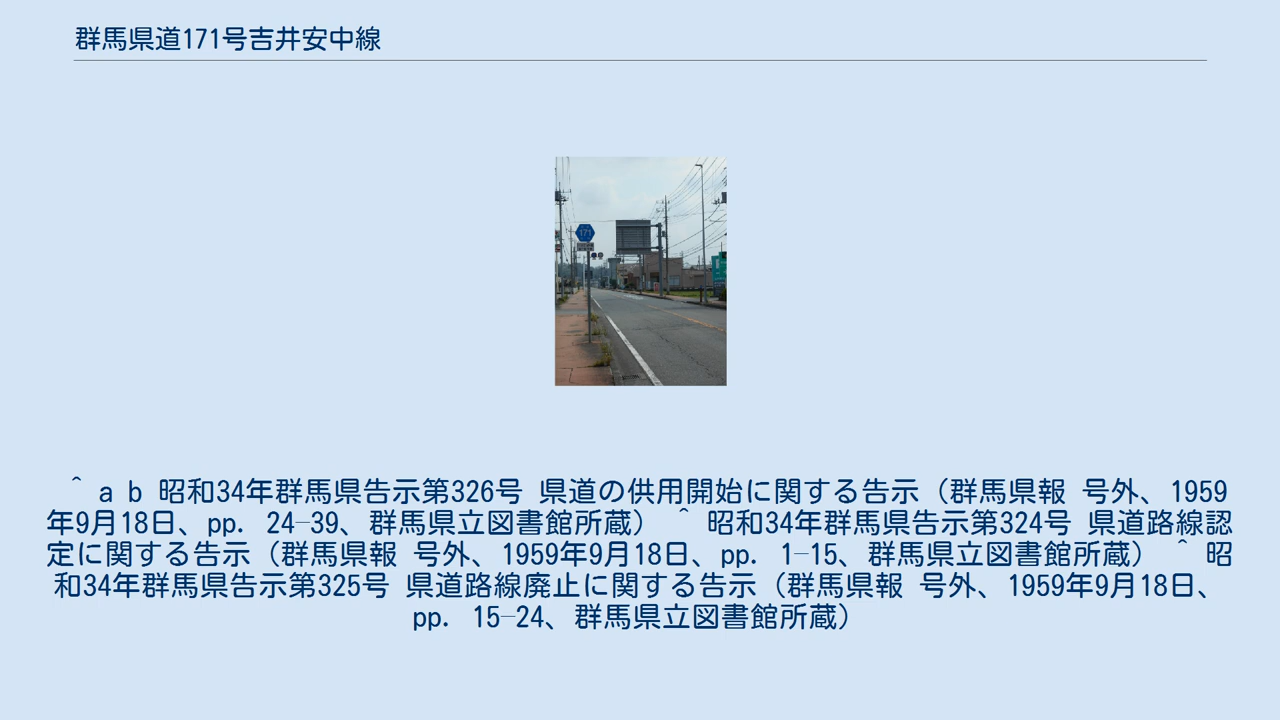 群馬県道171号吉井安中線
171
^ a b 昭和34年群馬県告示第326号 県道の供用開始に関する告示（群馬県報 号外、1959
年9月18日、pp. 24–39、群馬県立図書館所蔵） ^ 昭和34年群馬県告示第324号 県道路線認
定に関する告示（群馬県報 号外、1959年9月18日、pp. 1–15、群馬県立図書館所蔵） ^ 昭
和34年群馬県告示第325号 県道路線廃止に関する告示（群馬県報 号外、1959年9月18日、
pp. 15–24、群馬県立図書館所蔵）